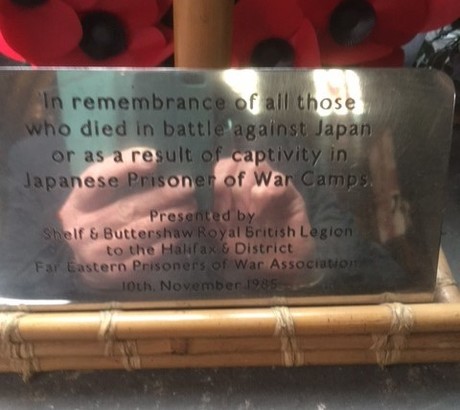 In remembrance of all those
who died in battle against Japan
or as a result of captivity in
Japanese Prisoner of War Camps.
Presented by
Shelf & Buttershaw Royal British Legion
to the Halifax & District
Far Eastern Prisoners of War Association
10th. November 1985